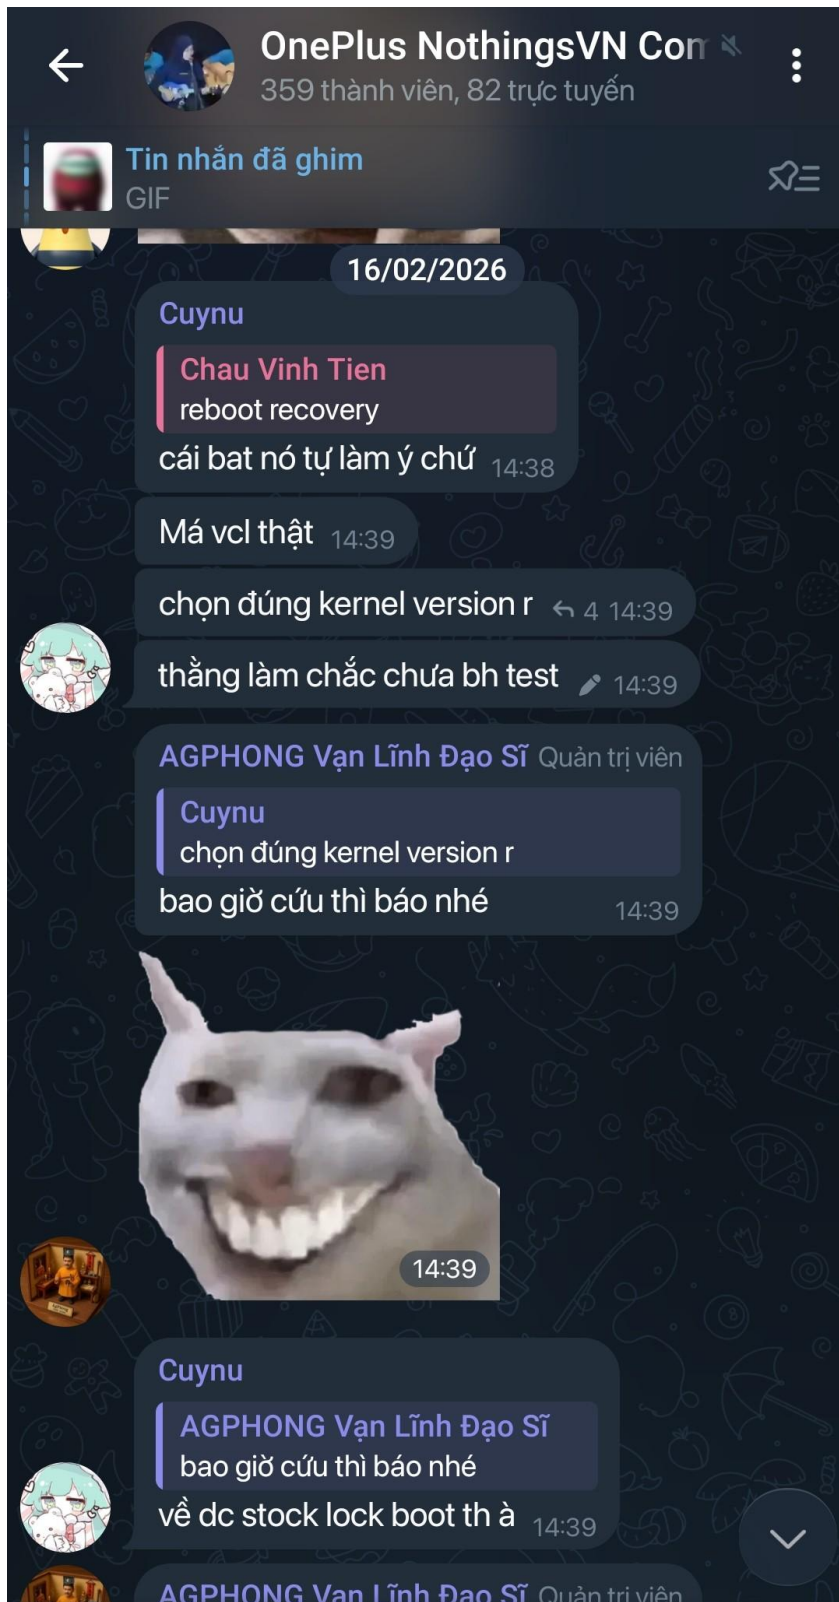 OnePlus NothingsVN Com
359 thành viên, 82 trực tuyến
Tin nhắn đã ghim
GIF
16/02/2026
Cuynu
Chau Vinh Tien
reboot recovery
cái bat nó tự làm ý chứ 14:38
Má vcl thật 14:39
chọn đúng kernel version r 4 14:39
thằng làm chắc chưa bh test 14:39
AGPHONG Vạn Lĩnh Đạo Sĩ Quản trị viên
Cuynu
chọn đúng kernel version r
bao giờ cứu thì báo nhé 14:39
14:39
Cuynu
AGPHONG Vạn Lĩnh Đạo Sĩ
bao giờ cứu thì báo nhé
về dc stock lock boot th à 14:39
AGPHONG Vạn Lĩnh Đạo Sĩ Quản trị viên